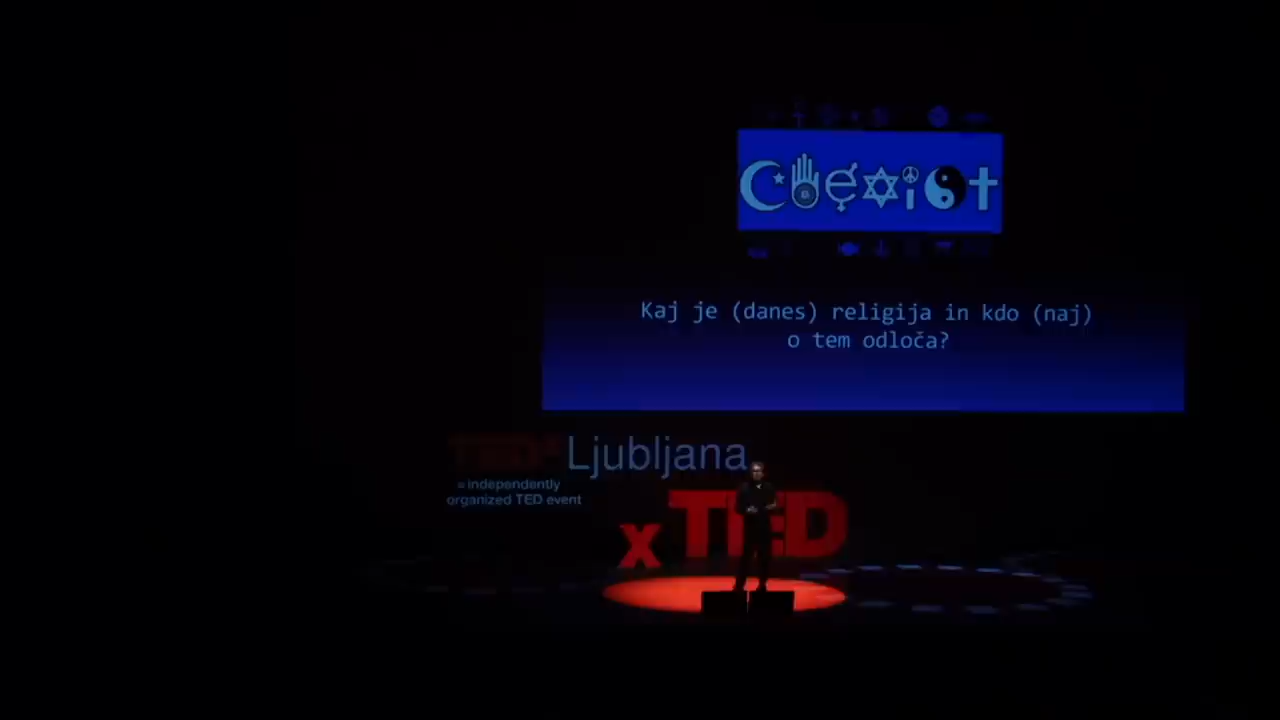 Coexist
Kaj je (danes) religija in kdo (naj)
o tem odloča?
TEDx Ljubljana
x independently
organized TED event
x TED